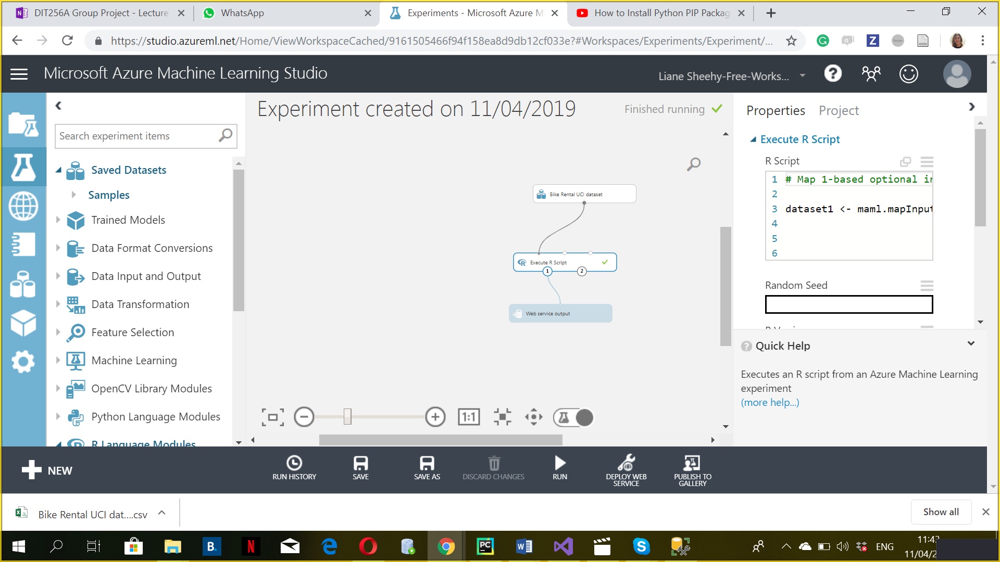 DIT256A Group Project - Lecture
WhatsApp
Experiments - Microsoft Azure M
How to Install Python PIP Packag
https://studio.azureml.net/Home/ViewWorkspaceCached/9161505466f94f158ea8d9db12cf033e?#Workspaces/Experiments/Experiment/...
Microsoft Azure Machine Learning Studio
Liane Sheehy-Free-Works...
Search experiment items
Saved Datasets
Samples
Trained Models
Data Format Conversions
Data Input and Output
Data Transformation
Feature Selection
Machine Learning
OpenCV Library Modules
Python Language Modules
R Language Modules
Experiment created on 11/04/2019
Finished running
Bike Rental UCI dataset
Execute R Script
1
2
Web service output
1:1
Properties
Project
Execute R Script
R Script
1 # Map 1-based optional in
2
3 dataset1 <- maml.mapInput
4
5
6
Random Seed
Quick Help
Executes an R script from an Azure Machine Learning
experiment
(more help...)
NEW
RUN HISTORY
SAVE
SAVE AS
DISCARD CHANGES
RUN
DEPLOY WEB
SERVICE
PUBLISH TO
GALLERY
Bike Rental UCI dat....csv
Show all
ENG
11:43
11/04/2